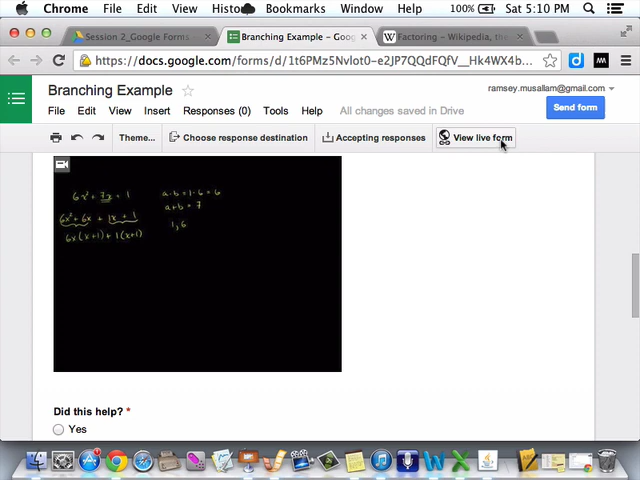 Chrome File Edit View History Bookmarks Window Help 100% Sat 5:10 PM
Session 2_Google Forms Branching Example – Goo Factoring – Wikipedia, the
https://docs.google.com/forms/d/1t6PMz5Nvlot0-e2JP7QQdFQfV__Hk4WX4b...
Branching Example
ramsey.musallam@gmail.com
File Edit View Insert Responses (0) Tools Help All changes saved in Drive
Send form
Theme... Choose response destination Accepting responses View live form
6x² + 7x + 1 a·b = 1·6 = 6
a+b = 7
6x² + 6x + 1x + 1
1, 6
6x(x+1) + 1(x+1)
Did this help? *
Yes